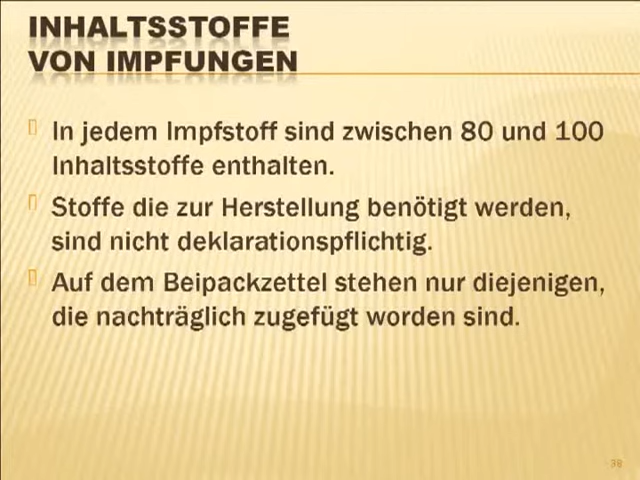 INHALTSSTOFFE
VON IMPFUNGEN
In jedem Impfstoff sind zwischen 80 und 100
Inhaltsstoffe enthalten.
Stoffe die zur Herstellung benötigt werden,
sind nicht deklarationspflichtig.
Auf dem Beipackzettel stehen nur diejenigen,
die nachträglich zugefügt worden sind.
38